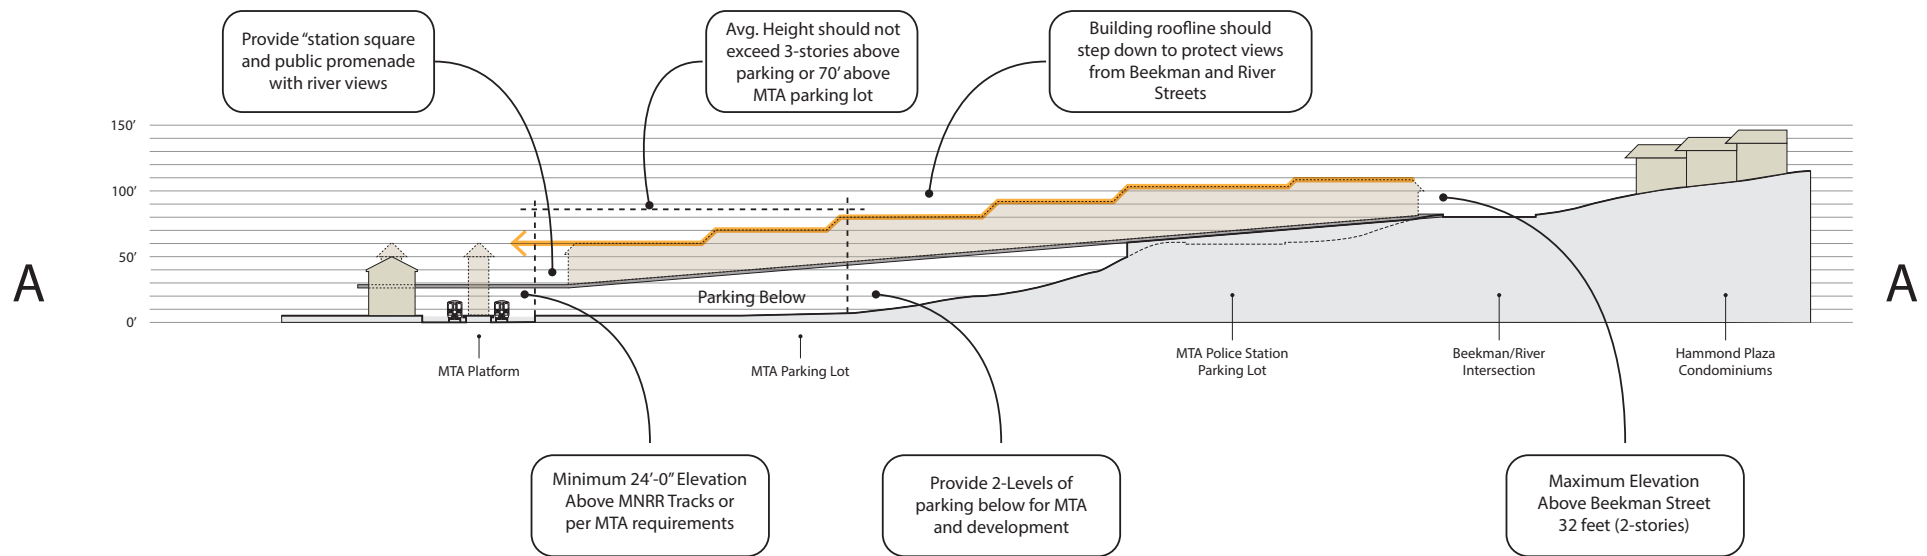 Provide “station square
and public promenade
with river views
Avg. Height should not
exceed 3-stories above
parking or 70’ above
MTA parking lot
Building roofline should
step down to protect views
from Beekman and River
Streets
150’
100’
50’
0’
A
A
Parking Below
MTA Platform
MTA Parking Lot
MTA Police Station
Parking Lot
Beekman/River
Intersection
Hammond Plaza
Condominiums
Minimum 24’-0” Elevation
Above MNRR Tracks or
per MTA requirements
Provide 2-Levels of
parking below for MTA
and development
Maximum Elevation
Above Beekman Street
32 feet (2-stories)